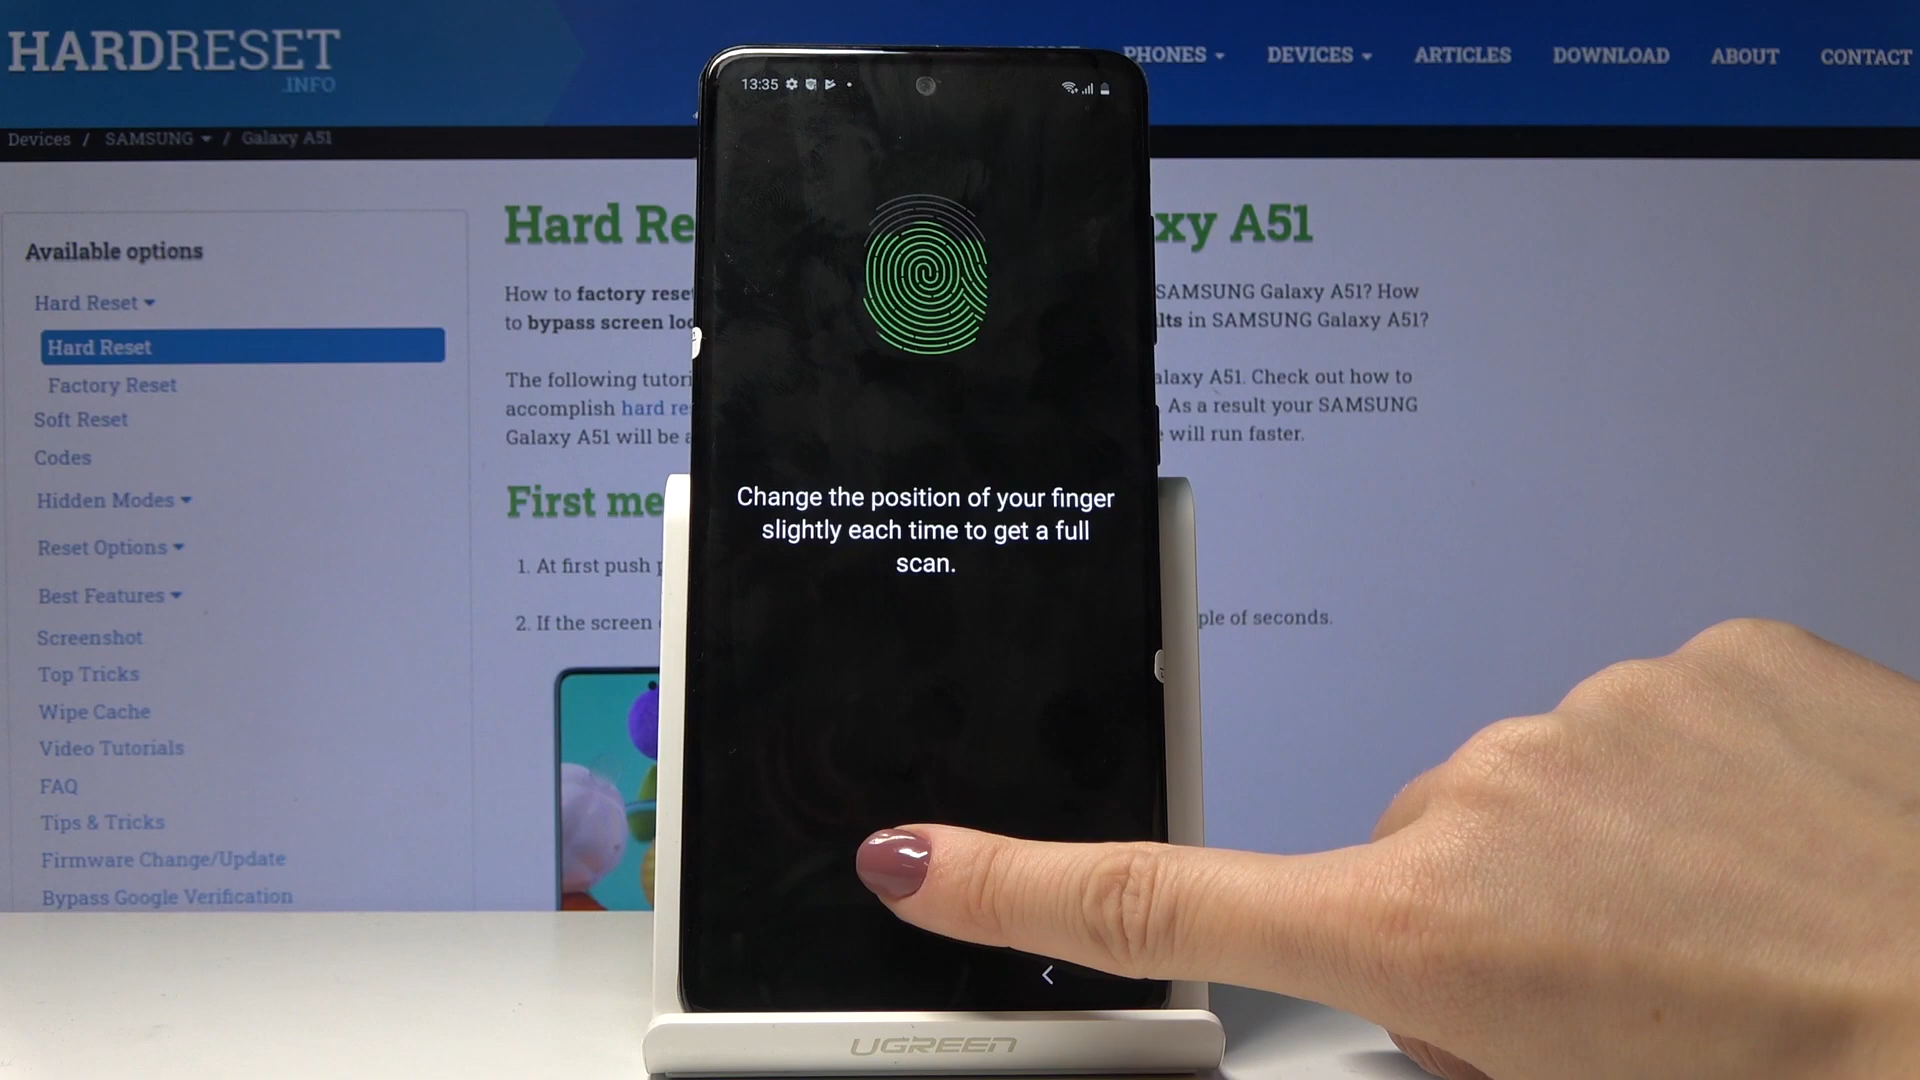 HARDRESET
.INFO
PHONES
DEVICES
ARTICLES
DOWNLOAD
ABOUT
CONTACT
Devices / SAMSUNG / Galaxy A51
Available options
Hard Reset
Hard Reset
Factory Reset
Soft Reset
Codes
Hidden Modes
Reset Options
Best Features
Screenshot
Top Tricks
Wipe Cache
Video Tutorials
FAQ
Tips & Tricks
Firmware Change/Update
Bypass Google Verification
Hard Re
xy A51
How to factory rese
SAMSUNG Galaxy A51? How
to bypass screen loc
lts in SAMSUNG Galaxy A51?
The following tutori
alaxy A51. Check out how to
accomplish hard re
. As a result your SAMSUNG
Galaxy A51 will be a
will run faster.
First me
1. At first push p
2. If the screen
ple of seconds.
13:35
Change the position of your finger
slightly each time to get a full
scan.
UGREEN